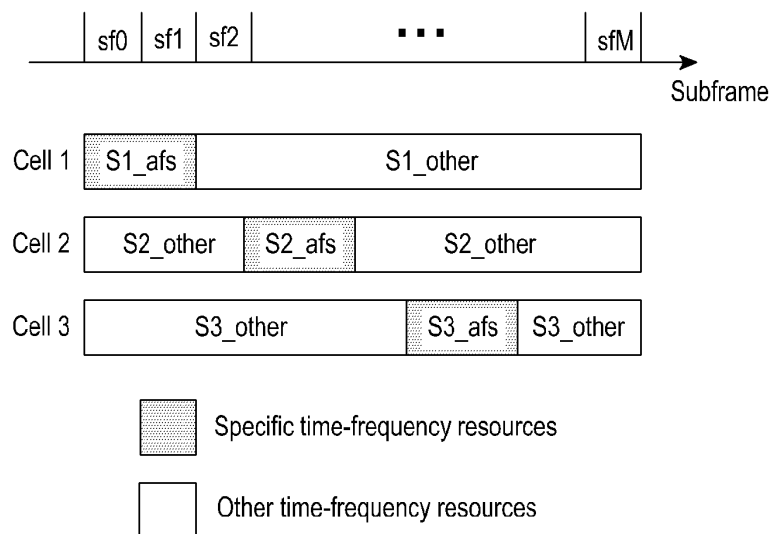 sf0 sf1 sf2 ... sfM
Subframe
Cell 1 S1_afs S1_other
Cell 2 S2_other S2_afs S2_other
Cell 3 S3_other S3_afs S3_other
Specific time-frequency resources
Other time-frequency resources